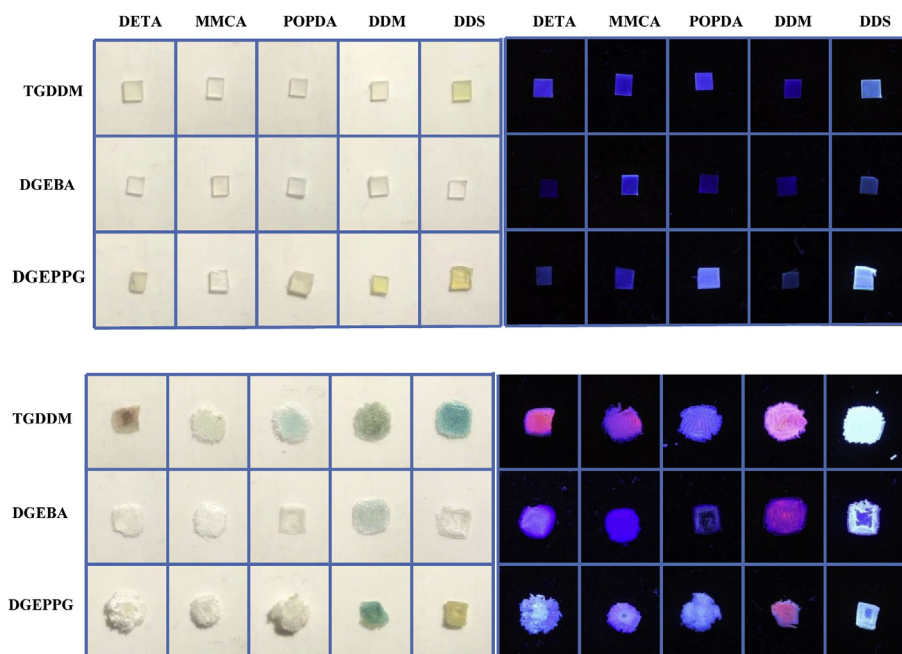 DETA MMCA POPDA DDM DDS DETA MMCA POPDA DDM DDS
TGDDM
DGEBA
DGEPPG
TGDDM
DGEBA
DGEPPG